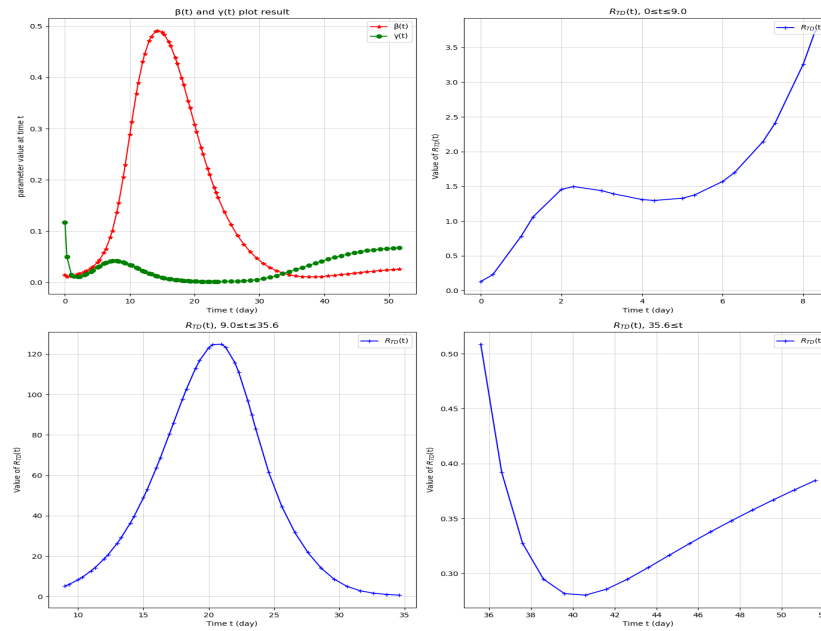 β(t) and γ(t) plot result
β(t)
γ(t)
parameter value at time t
0.5
0.4
0.3
0.2
0.1
0.0
0 10 20 30 40 50
Time t (day)
R_TD(t), 0≤t≤9.0
R_TD(t)
Value of R_TD(t)
3.5
3.0
2.5
2.0
1.5
1.0
0.5
0.0
0 2 4 6 8
Time t (day)
R_TD(t), 9.0≤t≤35.6
R_TD(t)
Value of R_TD(t)
120
100
80
60
40
20
0
10 15 20 25 30 35
Time t (day)
R_TD(t), 35.6≤t
R_TD(t)
Value of R_TD(t)
0.50
0.45
0.40
0.35
0.30
36 38 40 42 44 46 48 50
Time t (day)